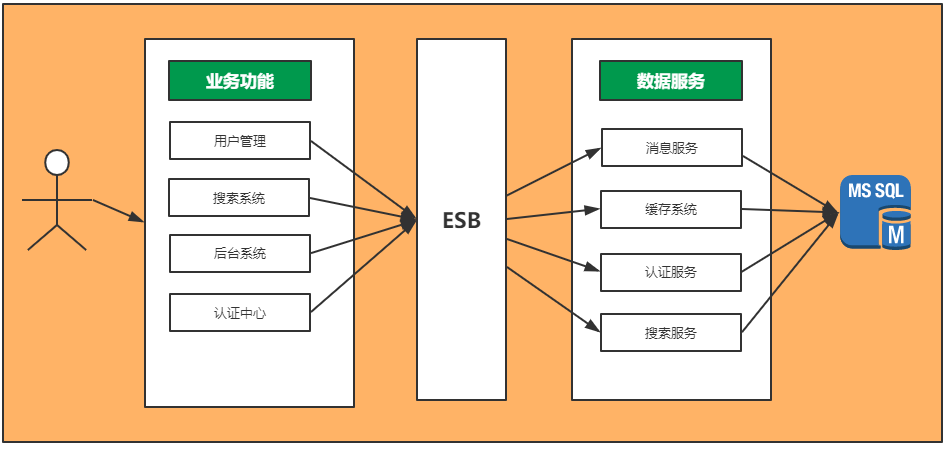 业务功能
用户管理
搜索系统
后台系统
认证中心
ESB
数据服务
消息服务
缓存系统
认证服务
搜索服务
MS SQL
M